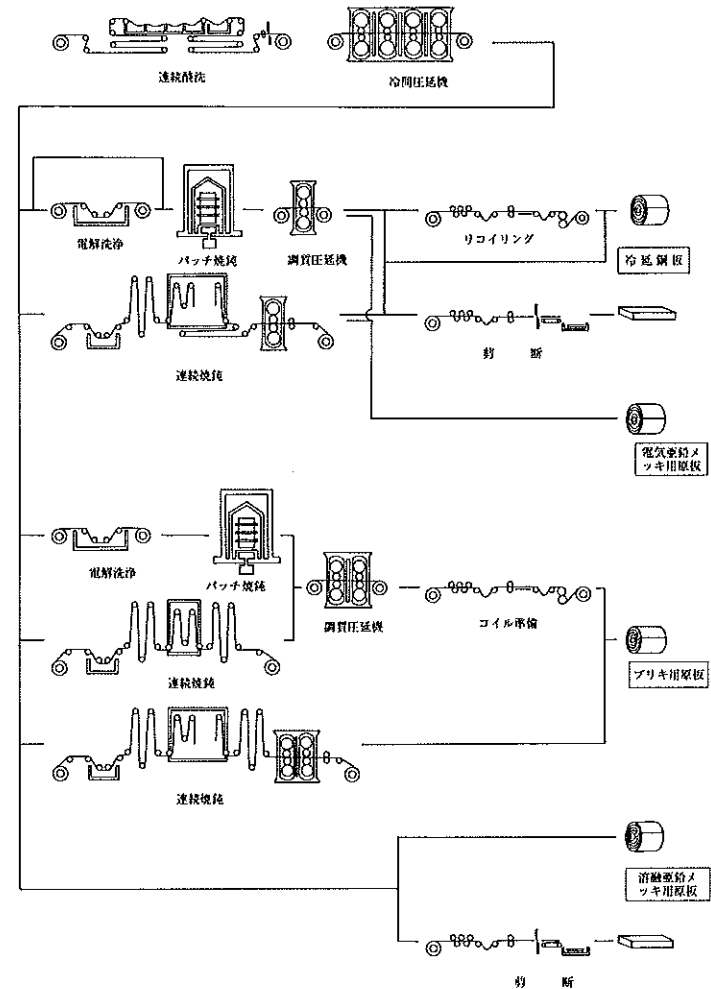 連続酸洗
冷間圧延機
電解洗浄
バッチ焼鈍
調質圧延機
リコイリング
冷延鋼板
連続焼鈍
剪断
電気亜鉛メ
ッキ用原板
電解洗浄
バッチ焼鈍
調質圧延機
コイル準備
連続焼鈍
ブリキ用原板
連続焼鈍
溶融亜鉛メ
ッキ用原板
剪断